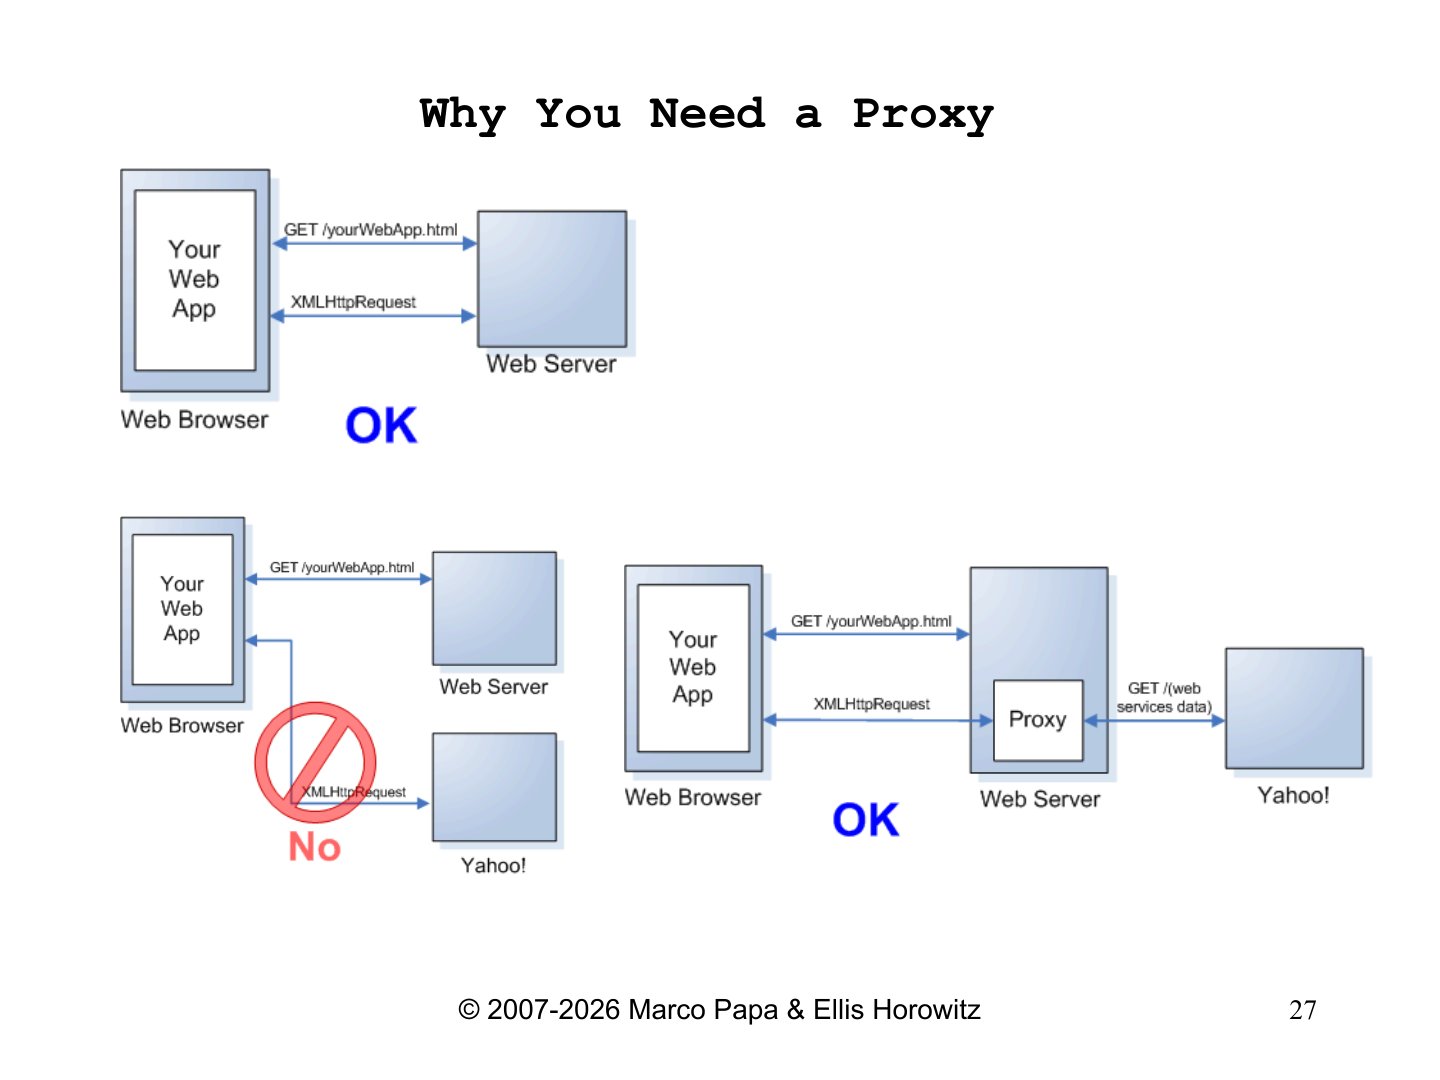 Why You Need a Proxy
Your
Web
App
GET /yourWebApp.html
XMLHttpRequest
Web Server
Web Browser
OK
Your
Web
App
GET /yourWebApp.html
Web Server
Web Browser
XMLHttpRequest
No
Yahoo!
Your
Web
App
GET /yourWebApp.html
XMLHttpRequest
Proxy
GET /(web
services data)
Web Browser
Web Server
Yahoo!
OK
© 2007-2026 Marco Papa & Ellis Horowitz
27